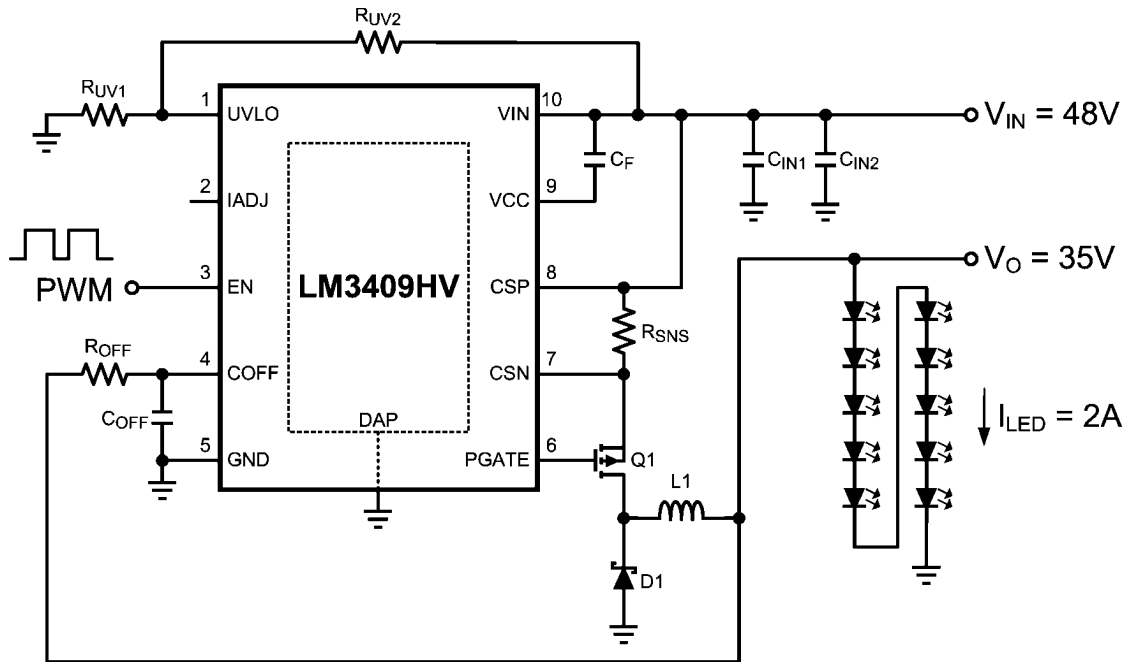 RUV2
RUV1
1 UVLO
VIN 10
VIN = 48V
CF
CIN1
CIN2
2 IADJ
VCC 9
PWM
3 EN
LM3409HV
CSP 8
VO = 35V
RSNS
ROFF
4 COFF
CSN 7
COFF
DAP
ILED = 2A
5 GND
PGATE 6
Q1
L1
D1